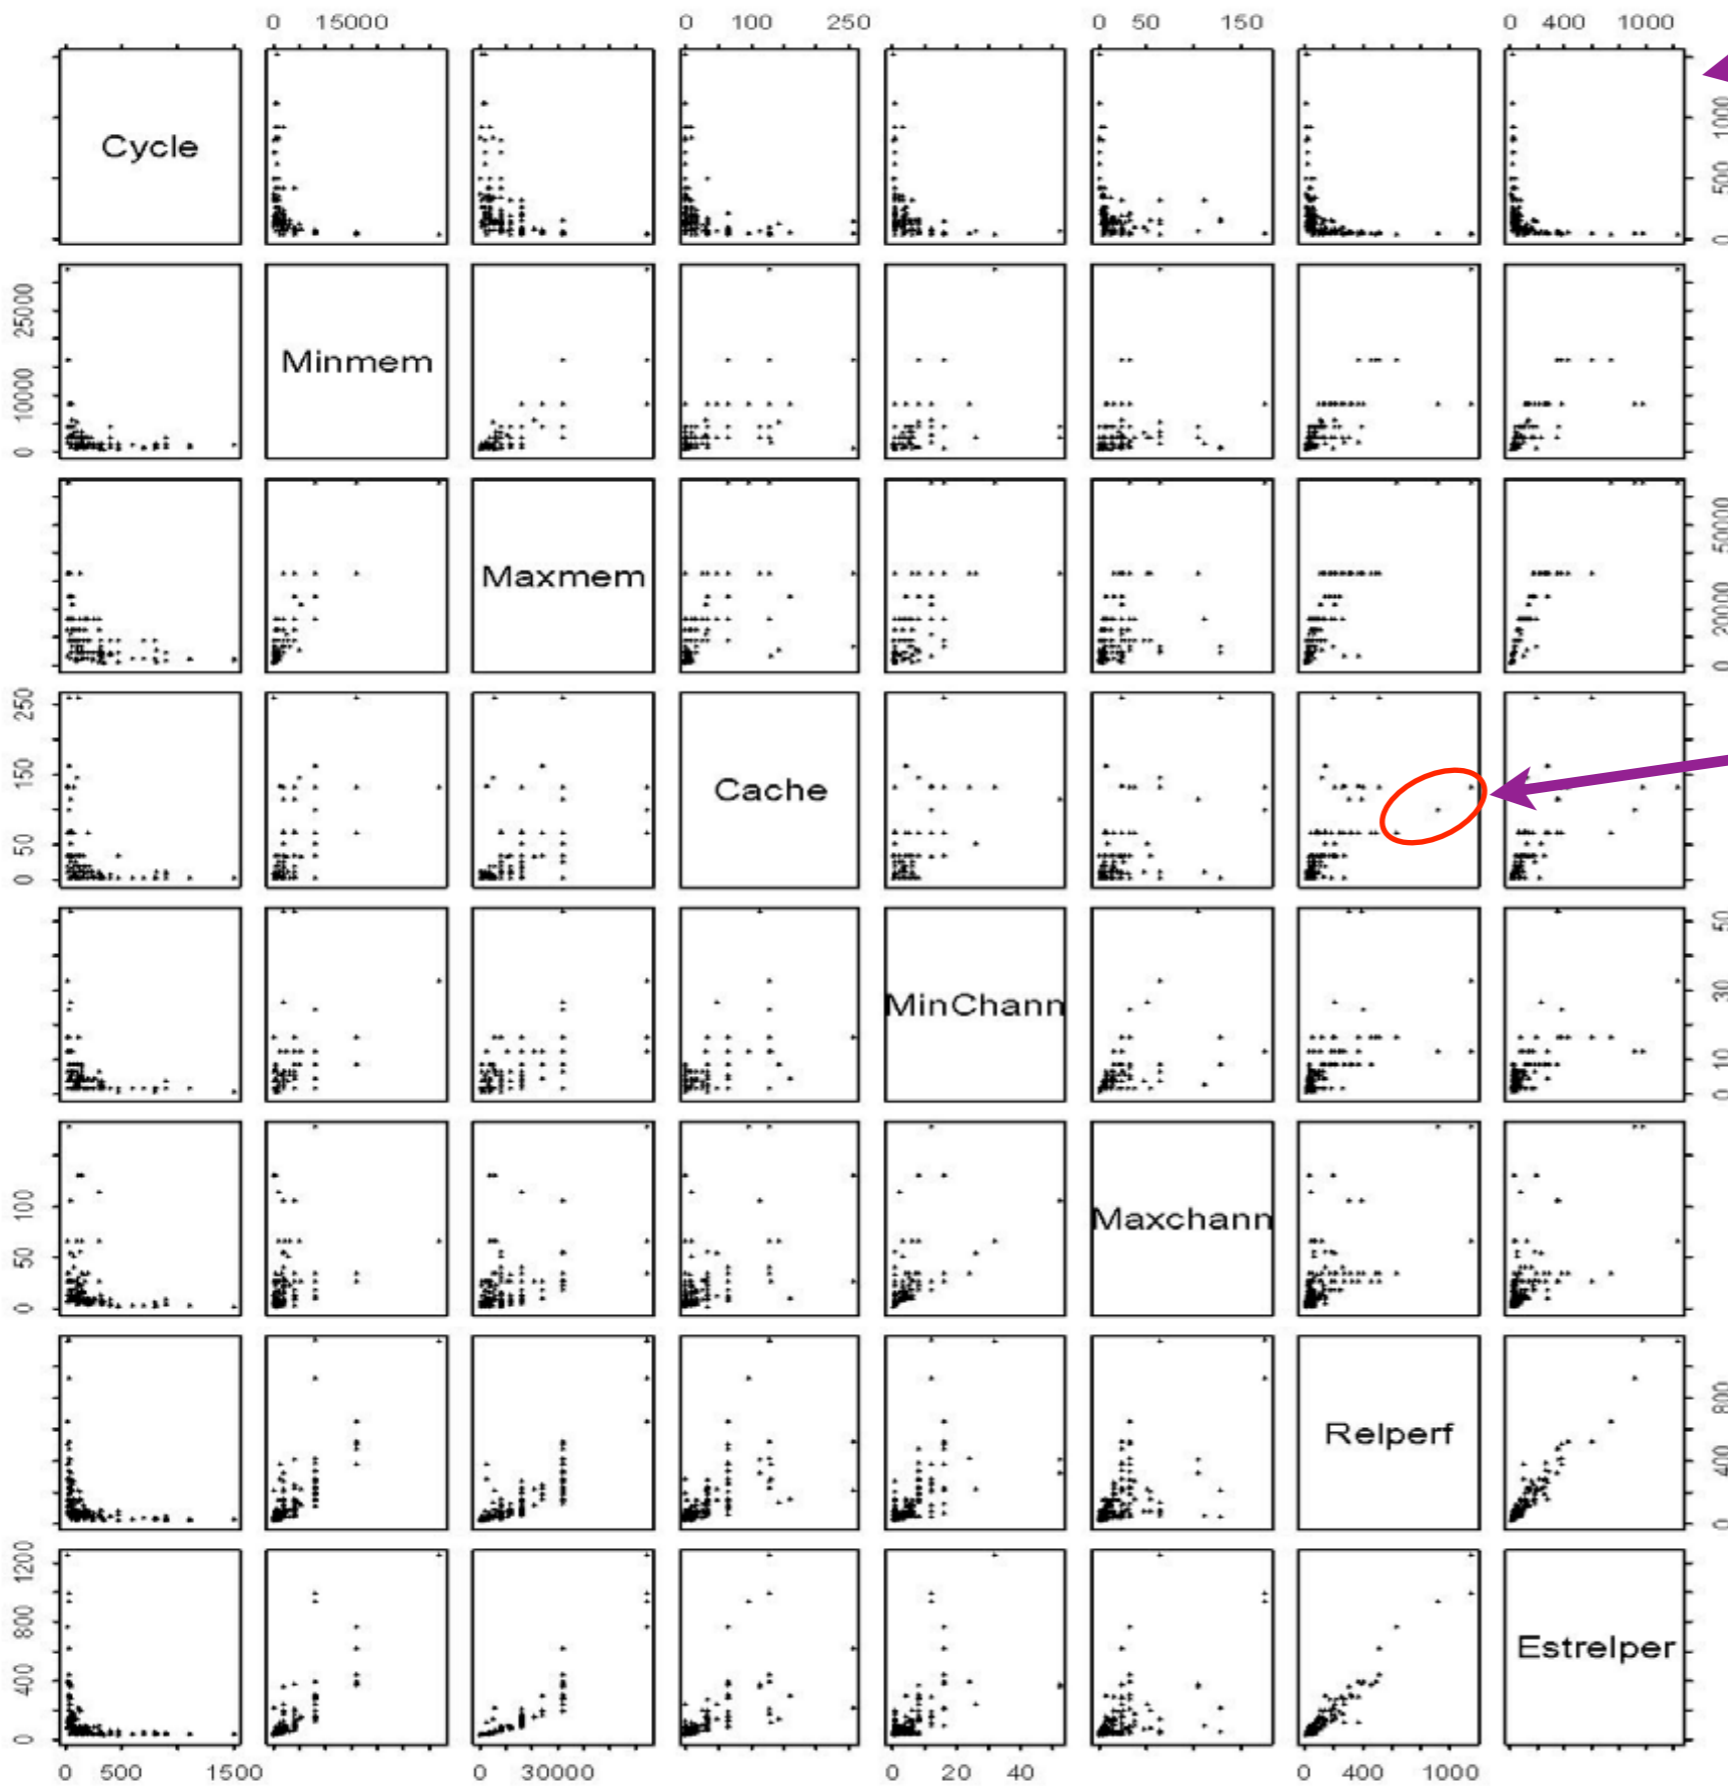 0 15000 0 100 250 0 50 150 0 400 1000
Cycle
0 500 1000
Minmem
0 10000 25000
Maxmem
0 20000 50000
Cache
0 50 150 250
MinChann
0 10 30 50
Maxchann
0 50 100
Relperf
0 400 800
Estrelper
0 400 800 1200
0 500 1500 0 30000 0 20 40 0 400 1000